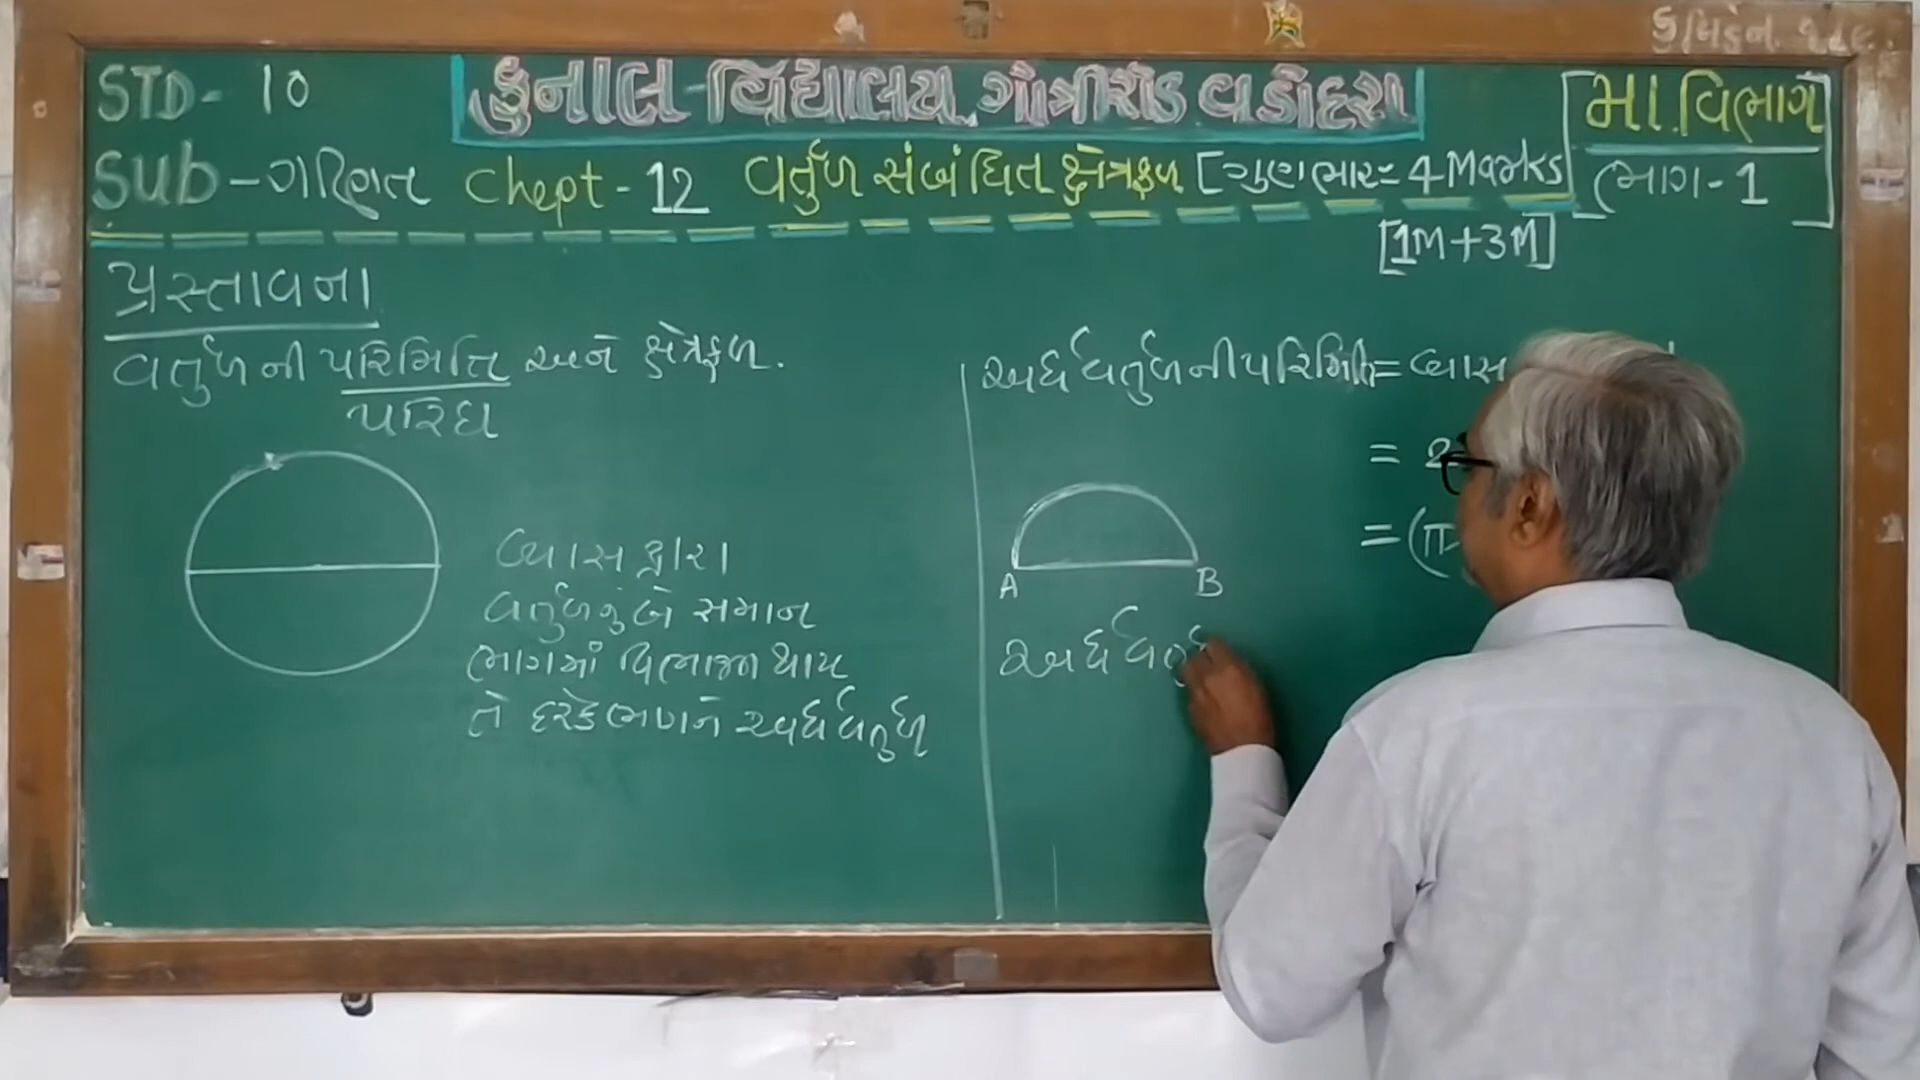 STD - 10
કુનાલ વિદ્યાલય ગોત્રીરોડ વડોદરા
મા. વિભાગ
ભાગ - 1
Sub - ગણિત Chept - 12 વર્તુળ સંબંધિત ક્ષેત્રફળ [ગુણભાર = 4 Marks
[1M+3M]
પ્રસ્તાવના
વર્તુળની પરિમિતિ અને ક્ષેત્રફળ.
પરિઘ
વ્યાસ દ્વારા
વર્તુળનું બે સમાન
ભાગમાં વિભાજન થાય
તે દરેક ભાગને અર્ધવર્તુળ
અર્ધવર્તુળની પરિમિતિ = વ્યાસ
= 2
= (π
A B